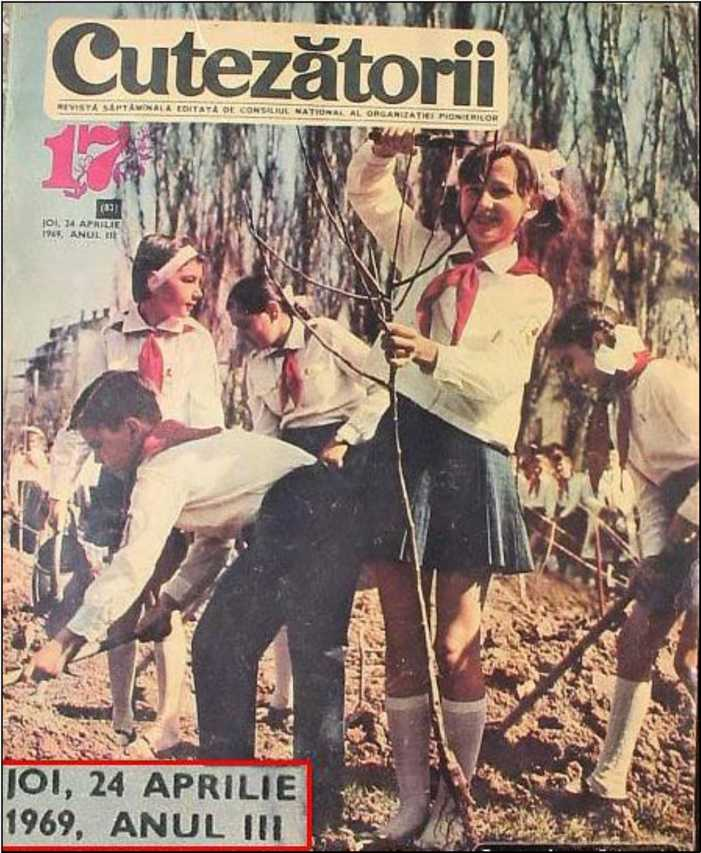 Cutezătorii
REVISTĂ SĂPTĂMÎNALĂ EDITATĂ DE CONSILIUL NAȚIONAL AL ORGANIZAȚIEI PIONIERILOR
17
(83)
JOI, 24 APRILIE
1969, ANUL III
JOI, 24 APRILIE
1969, ANUL III